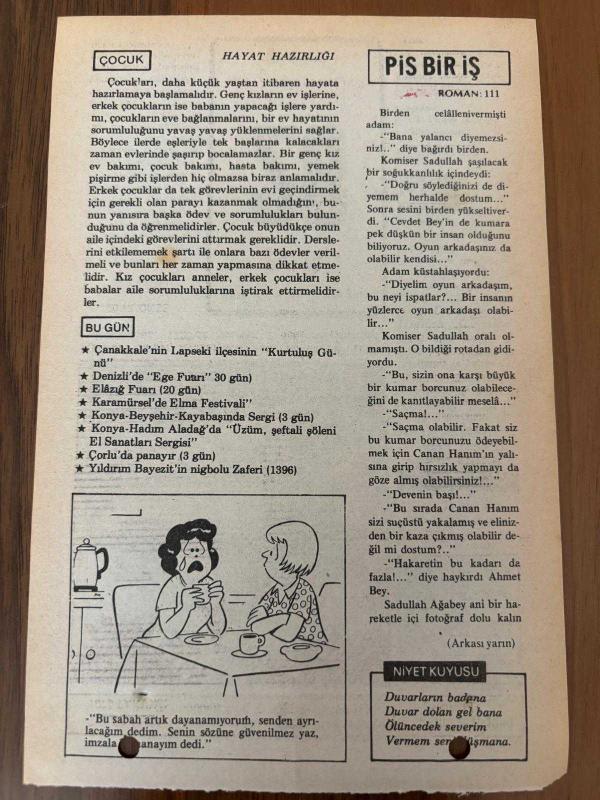 ÇOCUK
HAYAT HAZIRLIĞI
Çocukları, daha küçük yaştan itibaren hayata
hazırlamaya başlamalıdır. Genç kızların ev işlerine,
erkek çocukların ise babanın yapacağı işlere yardı-
mı, çocukların eve bağlanmalarını, bir ev hayatının
sorumluluğunu yavaş yavaş yüklenmelerini sağlar.
Böylece ilerde eşleriyle tek başlarına kalacakları
zaman evlerinde şaşırıp bocalamazlar. Bir genç kız
ev bakımı, çocuk bakımı, hasta bakımı, yemek
pişirme gibi işlerden hiç olmazsa biraz anlamalıdır.
Erkek çocuklar da tek görevlerinin evi geçindirmek
için gerekli olan parayı kazanmak olmadığını, bu-
nun yanısıra başka ödev ve sorumlulukları bulun-
duğunu da öğrenmelidirler. Çocuk büyüdükçe onun
aile içindeki görevlerini attırmak gereklidir. Dersle-
rini etkilememek şartı ile onlara bazı ödevler veril-
meli ve bunları her zaman yapmasına dikkat etme-
lidir. Kız çocukları anneler, erkek çocukları ise
babalar aile sorumluluklarına iştirak ettirmelidir-
ler.
BU GÜN
★ Çanakkale'nin Lapseki ilçesinin "Kurtuluş Gü-
nü"
★ Denizli'de "Ege Fuarı" 30 gün)
★ Elâzığ Fuarı (20 gün)
★ Karamürsel'de Elma Festivali"
★ Konya-Beyşehir-Kayabaşında Sergi (3 gün)
★ Konya-Hadım Aladağ'da "Üzüm, şeftali şöleni
El Sanatları Sergisi"
★ Çorlu'da panayır (3 gün)
★ Yıldırım Bayezit'in nigbolu Zaferi (1396)
-"Bu sabah artık dayanamıyorum, senden ayrı-
lacağım dedim. Senin sözüne güvenilmez yaz,
imzala dedi."
PİS BİR İŞ
ROMAN: 111
Birden celâllenivermişti
adam:
-"Bana yalancı diyemezsi-
niz!.." diye bağırdı birden.
Komiser Sadullah şaşılacak
bir soğukkanlılık içindeydi:
-"Doğru söylediğinizi de di-
yemem herhalde dostum..."
Sonra sesini birden yükseltiver-
di. "Cevdet Bey'in de kumara
pek düşkün bir insan olduğunu
biliyoruz. Oyun arkadaşınız da
olabilir kendisi..."
Adam küstahlaşıyordu:
-"Diyelim oyun arkadaşım,
bu neyi ispatlar?... Bir insanın
yüzlerce oyun arkadaşı olabi-
lir..."
Komiser Sadullah oralı ol-
mamıştı. O bildiği rotadan gidi-
yordu.
-"Bu, sizin ona karşı büyük
bir kumar borcunuz olabilece-
ğini de kanıtlayabilir meselâ..."
-"Saçma!..."
-"Saçma olabilir. Fakat siz
bu kumar borcunuzu ödeyebil-
mek için Canan Hanım'ın yalı-
sına girip hırsızlık yapmayı da
göze almış olabilirsiniz!..."
-"Devenin başı!..."
-"Bu sırada Canan Hanım
sizi suçüstü yakalamış ve elinız-
den bir kaza çıkmış olabilir de-
ğil mi dostum?.."
-"Hakaretin bu kadarı da
fazla!..." diye haykırdı Ahmet
Bey.
Sadullah Ağabey ani bir ha-
reketle içi fotoğraf dolu kalın
(Arkası yarın)
NİYET KUYUSU
Duvarların badana
Duvar dolan gel bana
Ölüncedek severim
Vermem